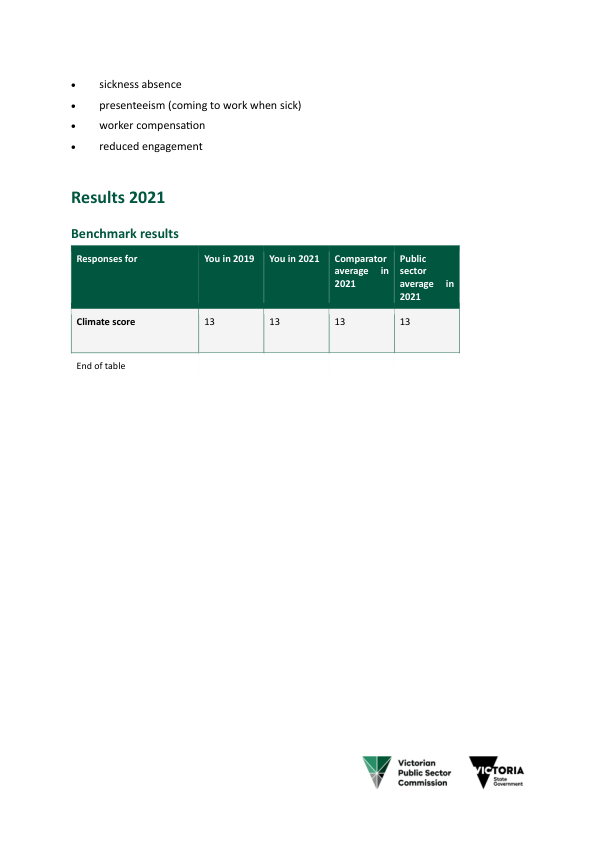 • sickness absence
• presenteeism (coming to work when sick)
• worker compensation
• reduced engagement
Results 2021
Benchmark results
Responses for You in 2019 You in 2021 Comparator average in 2021 Public sector average in 2021
Climate score 13 13 13 13
End of table
Victorian
Public Sector
Commission
VICTORIA
State
Government